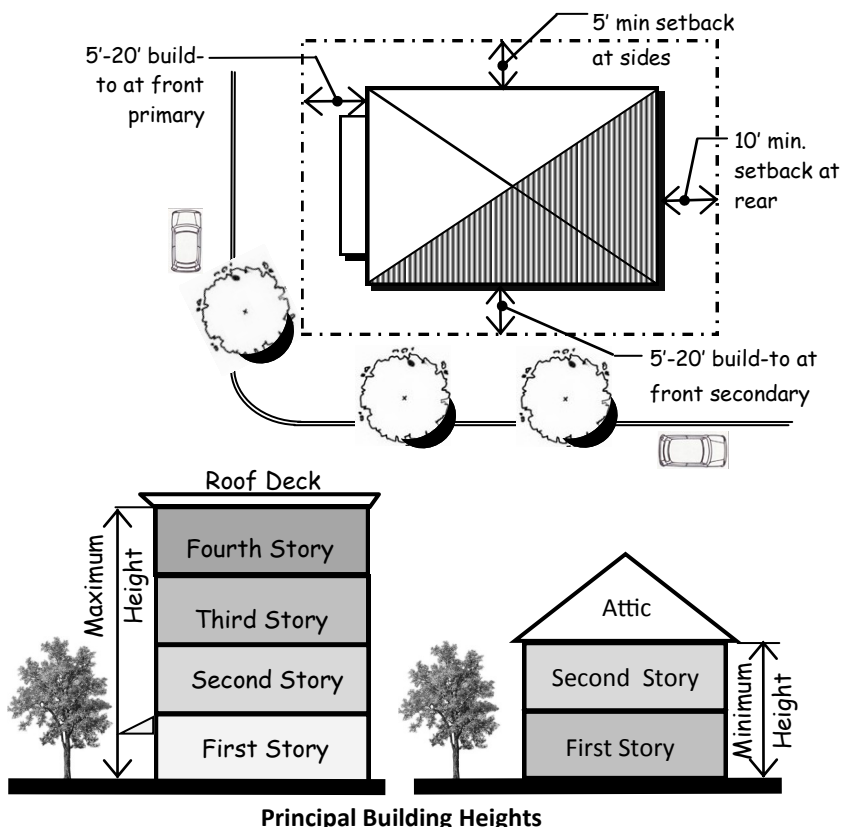 5' min setback
at sides
5'-20' build-
to at front
primary
10' min.
setback at
rear
5'-20' build-to at
front secondary
Roof Deck
Maximum
Height
Fourth Story
Third Story
Second Story
First Story
Attic
Second Story
First Story
Minimum
Height
Principal Building Heights